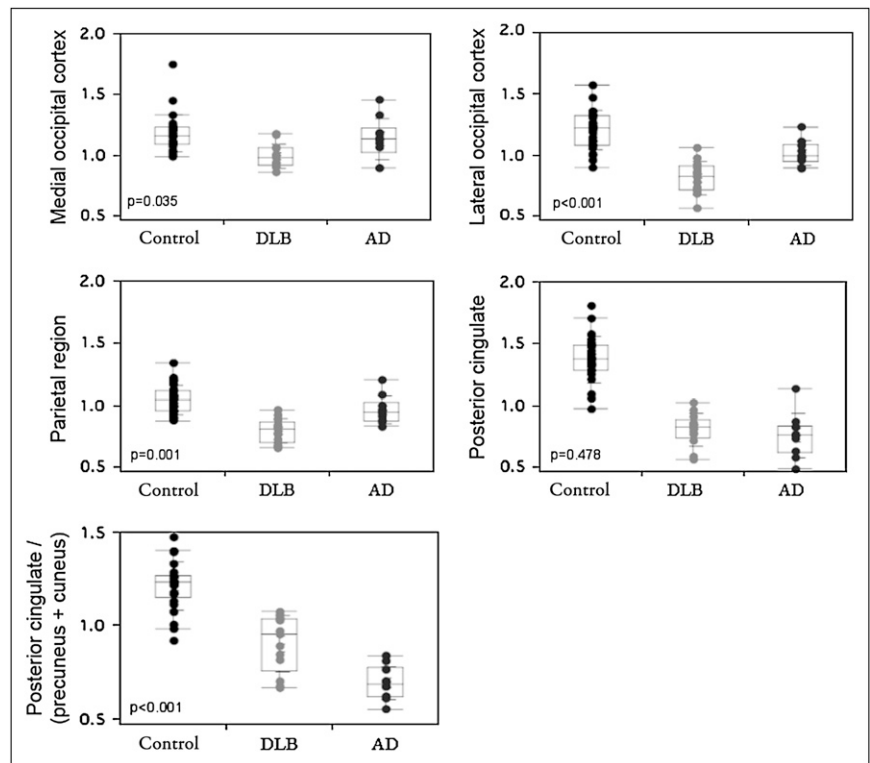 Medial occipital cortex
2.0
1.5
1.0
0.5
p=0.035
Control DLB AD
Lateral occipital cortex
2.0
1.5
1.0
0.5
p<0.001
Control DLB AD
Parietal region
2.0
1.5
1.0
0.5
p=0.001
Control DLB AD
Posterior cingulate
2.0
1.5
1.0
0.5
p=0.478
Control DLB AD
Posterior cingulate /
(precuneus + cuneus)
1.5
1.0
0.5
p<0.001
Control DLB AD